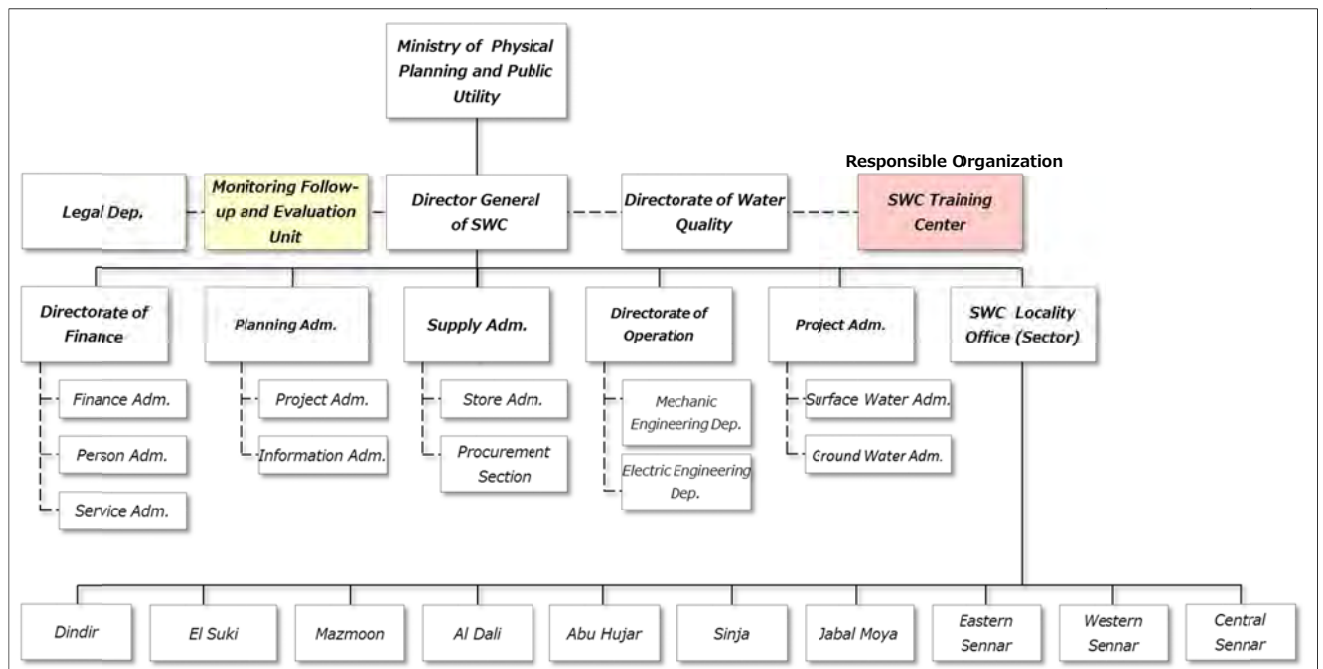 Ministry of Physical
Planning and Public
Utility
Responsible Organization
Legal Dep.
Monitoring Follow-
up and Evaluation
Unit
Director General
of SWC
Directorate of Water
Quality
SWC Training
Center
Directorate of
Finance
Planning Adm.
Supply Adm.
Directorate of
Operation
Project Adm.
SWC Locality
Office (Sector)
Finance Adm.
Person Adm.
Service Adm.
Project Adm.
Information Adm.
Store Adm.
Procurement
Section
Mechanic
Engineering Dep.
Electric Engineering
Dep.
Surface Water Adm.
Ground Water Adm.
Dindir
El Suki
Mazmoon
Al Dali
Abu Hujar
Sinja
Jabal Moya
Eastern
Sennar
Western
Sennar
Central
Sennar